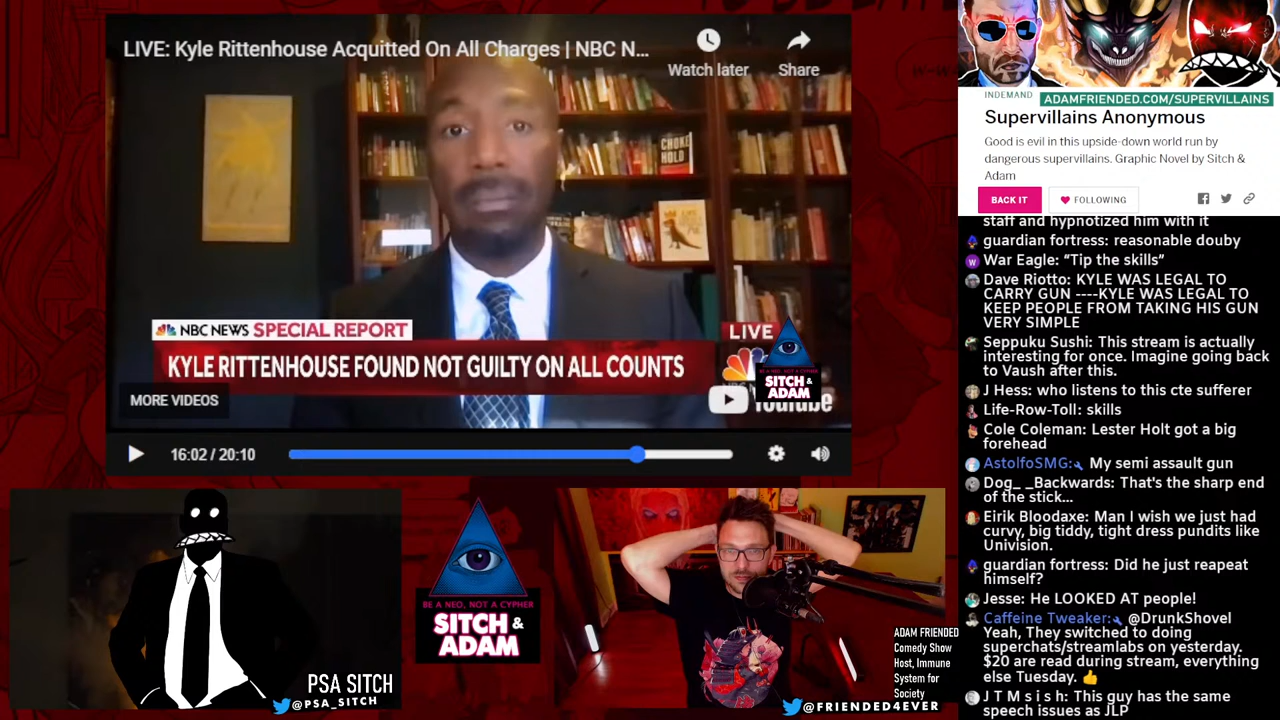 LIVE: Kyle Rittenhouse Acquitted On All Charges | NBC N...
Watch later
Share
CHOKE
HOLD
NBC NEWS SPECIAL REPORT
LIVE
KYLE RITTENHOUSE FOUND NOT GUILTY ON ALL COUNTS
BE A NEO, NOT A CYPHER
SITCH &
ADAM
MORE VIDEOS
YouTube
16:02 / 20:10
PSA SITCH
@PSA_SITCH
BE A NEO, NOT A CYPHER
SITCH &
ADAM
ADAM FRIENDED
Comedy Show
Host, Immune
System for
Society
@FRIENDED4EVER
INDEMAND
ADAMFRIENDED.COM/SUPERVILLAINS
Supervillains Anonymous
Good is evil in this upside-down world run by
dangerous supervillains. Graphic Novel by Sitch &
Adam
BACK IT
FOLLOWING
staff and hypnotized him with it
guardian fortress: reasonable douby
W War Eagle: “Tip the skills”
Dave Riotto: KYLE WAS LEGAL TO
CARRY GUN ----KYLE WAS LEGAL TO
KEEP PEOPLE FROM TAKING HIS GUN
VERY SIMPLE
Seppuku Sushi: This stream is actually
interesting for once. Imagine going back
to Vaush after this.
J Hess: who listens to this cte sufferer
Life-Row-Toll: skills
Cole Coleman: Lester Holt got a big
forehead
AstolfoSMG: My semi assault gun
Dog_ _Backwards: That's the sharp end
of the stick...
Eirik Bloodaxe: Man I wish we just had
curvy, big tiddy, tight dress pundits like
Univision.
guardian fortress: Did he just reapeat
himself?
Jesse: He LOOKED AT people!
Caffeine Tweaker: @DrunkShovel
Yeah, They switched to doing
superchats/streamlabs on yesterday.
$20 are read during stream, everything
else Tuesday. 👍
J T M s i s h: This guy has the same
speech issues as JLP